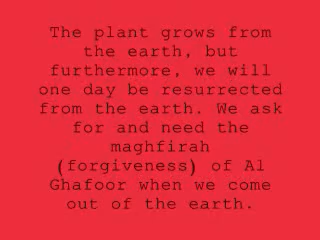 The plant grows from
the earth, but
furthermore, we will
one day be resurrected
from the earth. We ask
for and need the
maghfirah
(forgiveness) of Al
Ghafoor when we come
out of the earth.